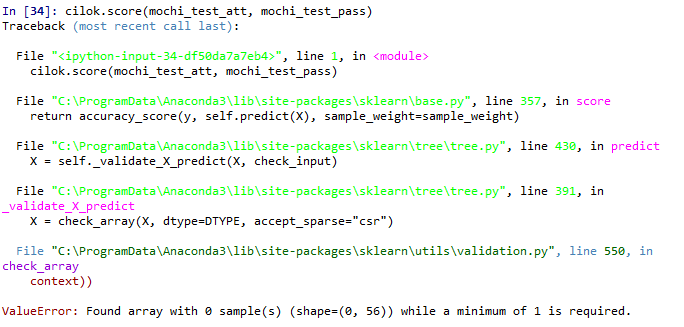 In [34]: cilok.score(mochi_test_att, mochi_test_pass)
Traceback (most recent call last):
File "<ipython-input-34-df50da7a7eb4>", line 1, in <module>
cilok.score(mochi_test_att, mochi_test_pass)
File "C:\ProgramData\Anaconda3\lib\site-packages\sklearn\base.py", line 357, in score
return accuracy_score(y, self.predict(X), sample_weight=sample_weight)
File "C:\ProgramData\Anaconda3\lib\site-packages\sklearn\tree\tree.py", line 430, in predict
X = self._validate_X_predict(X, check_input)
File "C:\ProgramData\Anaconda3\lib\site-packages\sklearn\tree\tree.py", line 391, in
_validate_X_predict
X = check_array(X, dtype=DTYPE, accept_sparse="csr")
File "C:\ProgramData\Anaconda3\lib\site-packages\sklearn\utils\validation.py", line 550, in
check_array
context))
ValueError: Found array with 0 sample(s) (shape=(0, 56)) while a minimum of 1 is required.